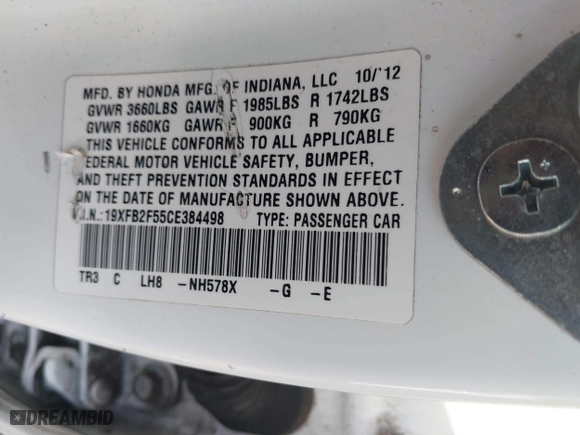 MFD. BY HONDA MFG. OF INDIANA, LLC 10/'12
GVWR 3660LBS GAWR F 1985LBS R 1742LBS
GVWR 1660KG GAWR F 900KG R 790KG
THIS VEHICLE CONFORMS TO ALL APPLICABLE
FEDERAL MOTOR VEHICLE SAFETY, BUMPER,
AND THEFT PREVENTION STANDARDS IN EFFECT
ON THE DATE OF MANUFACTURE SHOWN ABOVE.
V.I.N.:19XFB2F55CE384498 TYPE: PASSENGER CAR
TR3 C LH8 -NH578X -G -E
DREAMBID